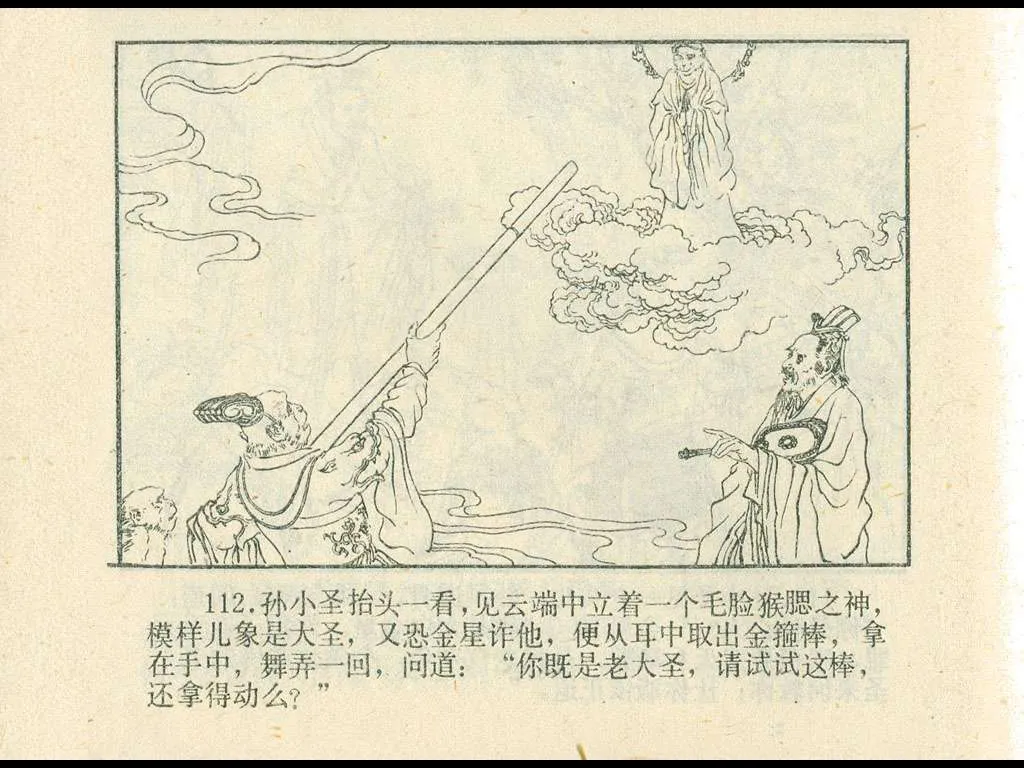 112.孙小圣抬头一看,见云端中立着一个毛脸猴腮之神,
模样儿象是大圣,又恐金星诈他,便从耳中取出金箍棒,拿
在手中,舞弄一回,问道:“你既是老大圣,请试试这棒,
还拿得动么?”